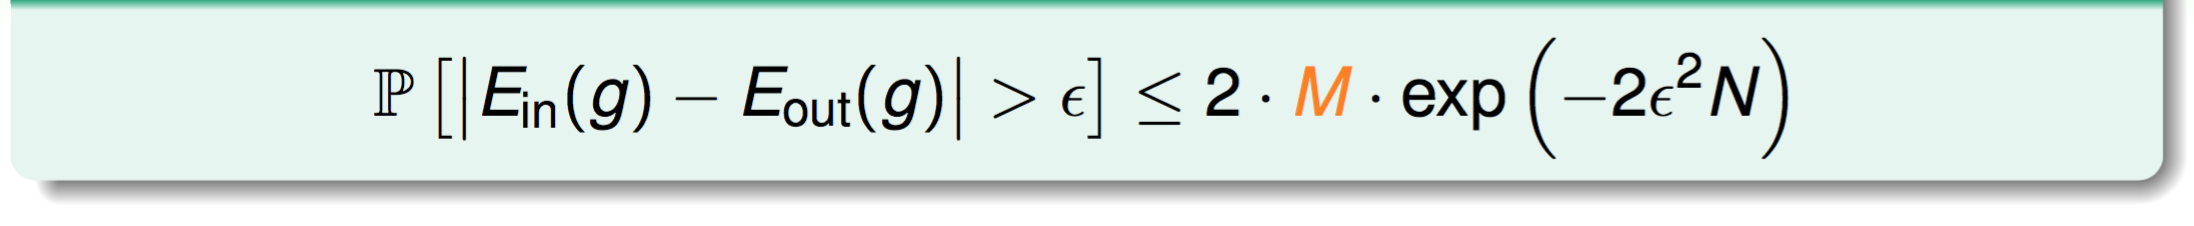 ℙ [|E_in(g) − E_out(g)| > ϵ] ≤ 2 · M · exp (−2ϵ²N)